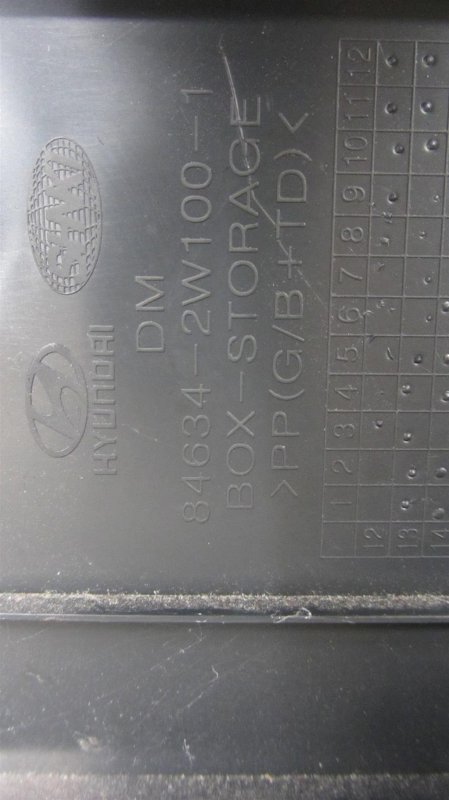 HYUNDAI
DM
84634-2W100-1
BOX-STORAGE
>PP(G/B+TD)<
1 2 3 4 5 6 7 8 9 10 11 12
12
13
14